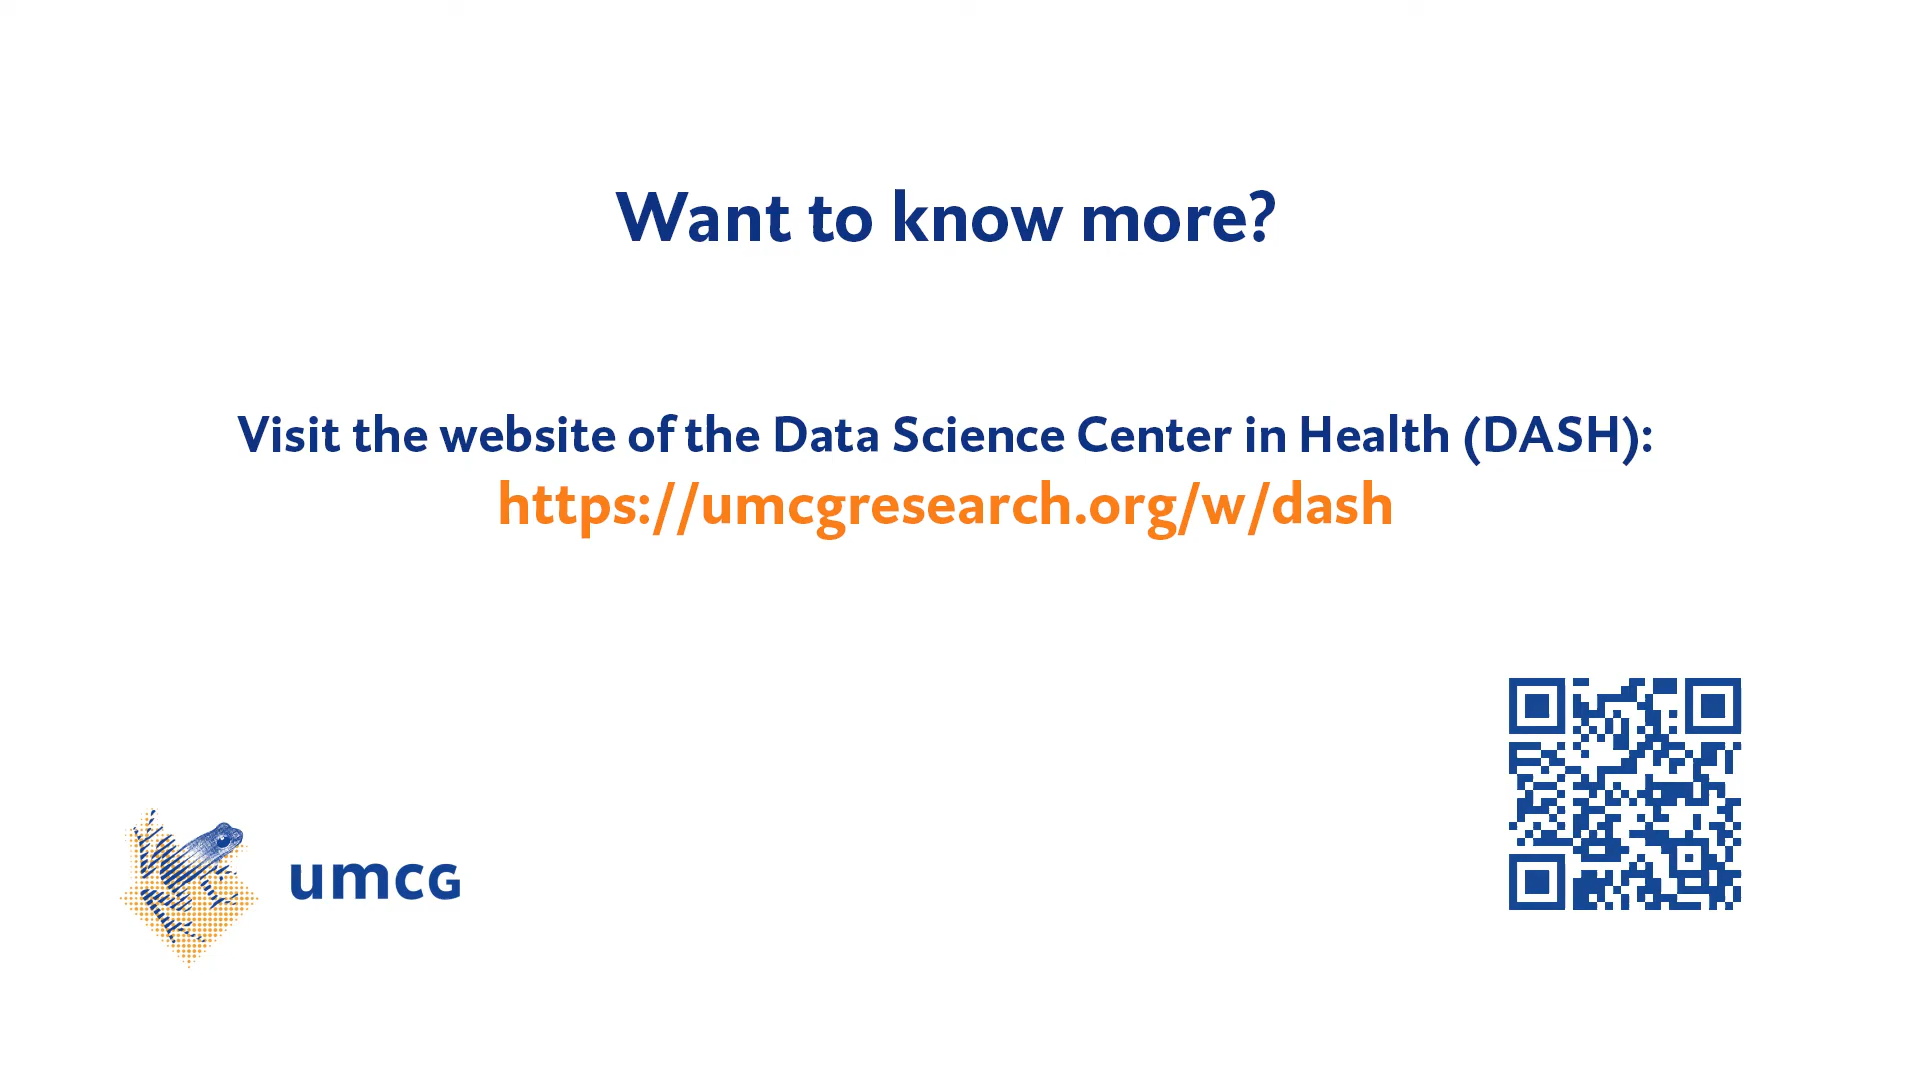 Want to know more?
Visit the website of the Data Science Center in Health (DASH):
https://umcgresearch.org/w/dash
umcg